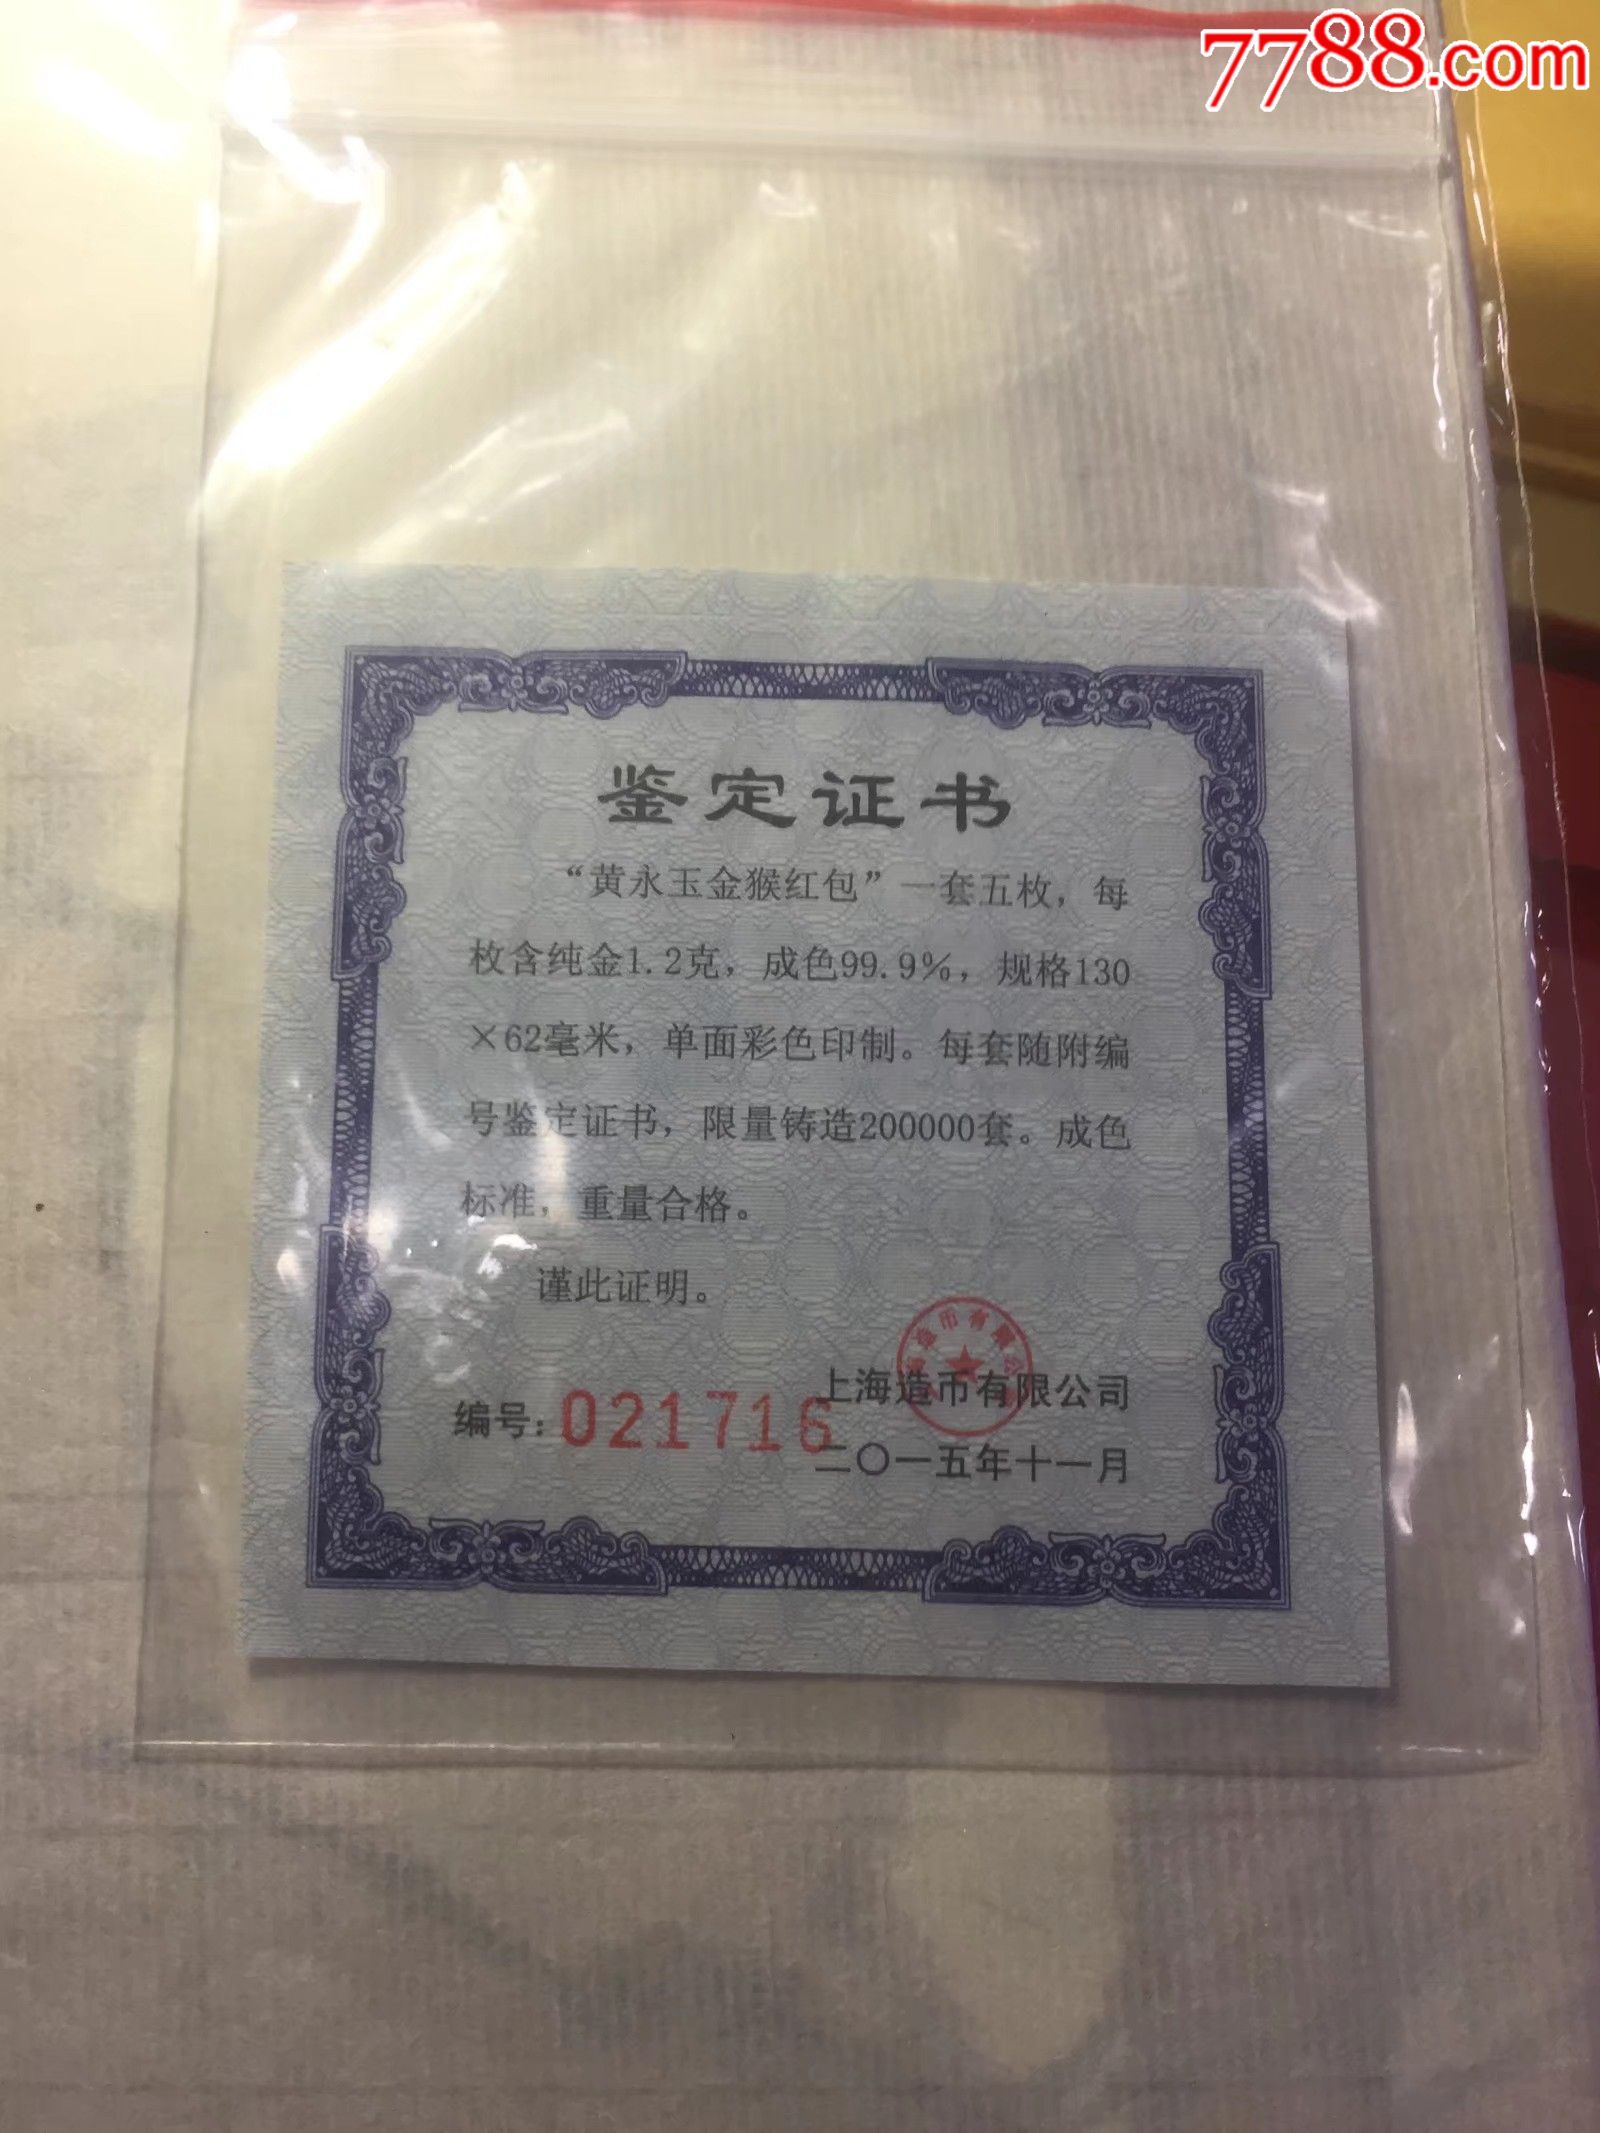 7788.com
鉴定证书
“黄永玉金猴红包”一套五枚，每
枚含纯金1.2克，成色99.9%，规格130
×62毫米，单面彩色印制。每套随附编
号鉴定证书，限量铸造200000套。成色
标准，重量合格。
谨此证明。
上海造币有限公司
编号：021716
二〇一五年十一月